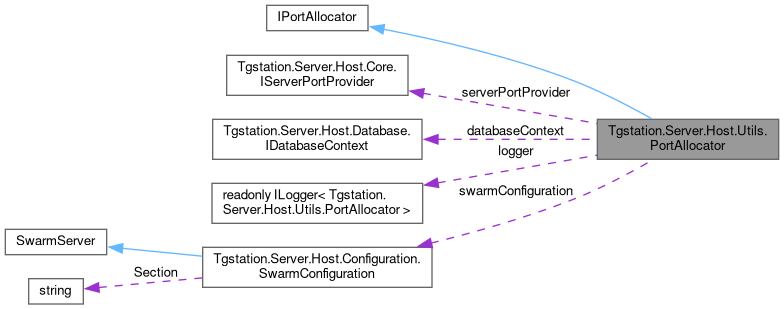 IPortAllocator
Tgstation.Server.Host.Core.
IServerPortProvider
serverPortProvider
Tgstation.Server.Host.Utils.
PortAllocator
Tgstation.Server.Host.Database.
IDatabaseContext
databaseContext
logger
readonly ILogger< Tgstation.
Server.Host.Utils.PortAllocator >
swarmConfiguration
SwarmServer
Tgstation.Server.Host.Configuration.
SwarmConfiguration
Section
string